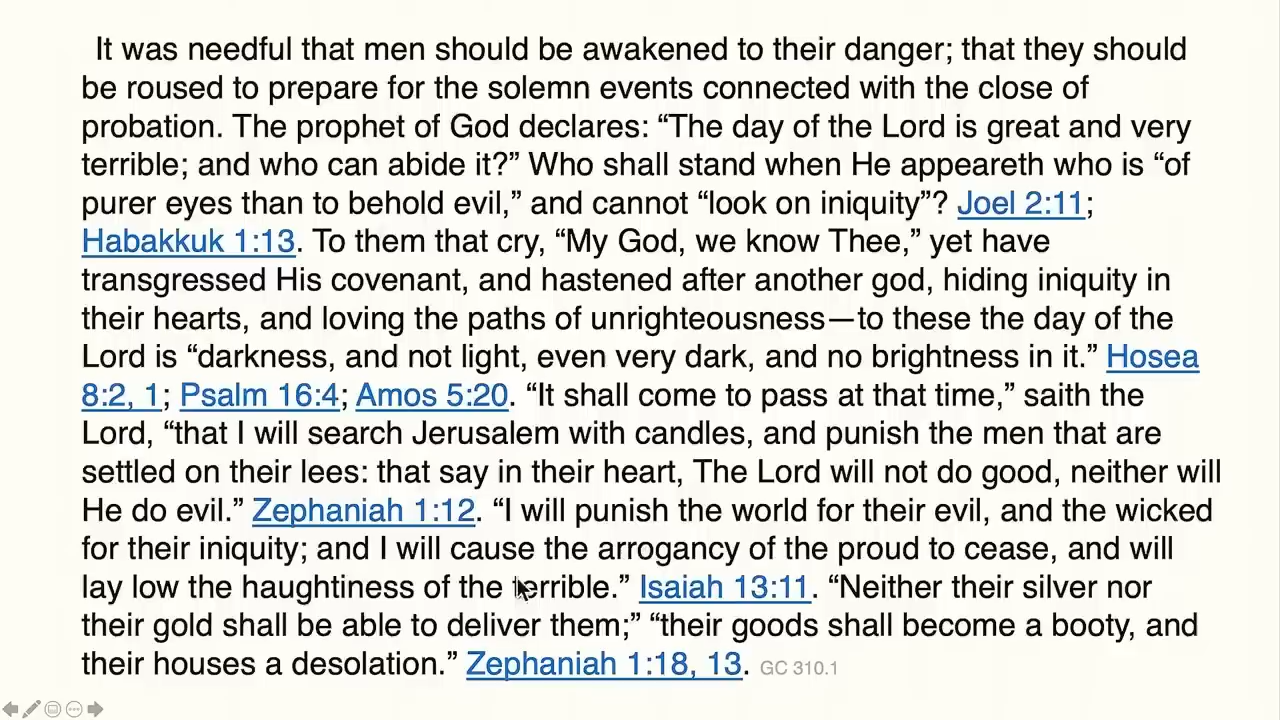 It was needful that men should be awakened to their danger; that they should
be roused to prepare for the solemn events connected with the close of
probation. The prophet of God declares: “The day of the Lord is great and very
terrible; and who can abide it?” Who shall stand when He appeareth who is “of
purer eyes than to behold evil,” and cannot “look on iniquity”? Joel 2:11;
Habakkuk 1:13. To them that cry, “My God, we know Thee,” yet have
transgressed His covenant, and hastened after another god, hiding iniquity in
their hearts, and loving the paths of unrighteousness—to these the day of the
Lord is “darkness, and not light, even very dark, and no brightness in it.” Hosea
8:2, 1; Psalm 16:4; Amos 5:20. “It shall come to pass at that time,” saith the
Lord, “that I will search Jerusalem with candles, and punish the men that are
settled on their lees: that say in their heart, The Lord will not do good, neither will
He do evil.” Zephaniah 1:12. “I will punish the world for their evil, and the wicked
for their iniquity; and I will cause the arrogancy of the proud to cease, and will
lay low the haughtiness of the terrible.” Isaiah 13:11. “Neither their silver nor
their gold shall be able to deliver them;” “their goods shall become a booty, and
their houses a desolation.” Zephaniah 1:18, 13. GC 310.1